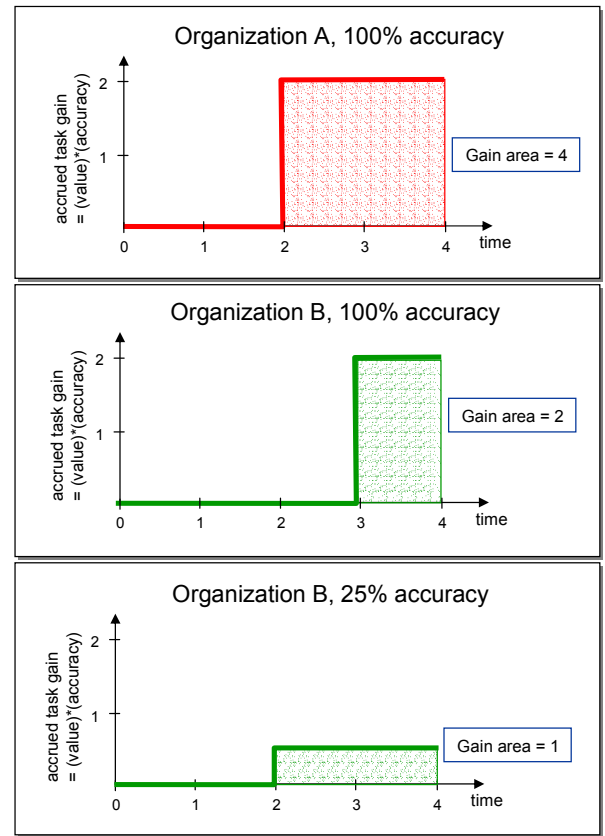 Organization A, 100% accuracy
accrued task gain
= (value)*(accuracy)
2
1
Gain area = 4
0 1 2 3 4 time
Organization B, 100% accuracy
accrued task gain
= (value)*(accuracy)
2
1
Gain area = 2
0 1 2 3 4 time
Organization B, 25% accuracy
accrued task gain
= (value)*(accuracy)
2
1
Gain area = 1
0 1 2 3 4 time